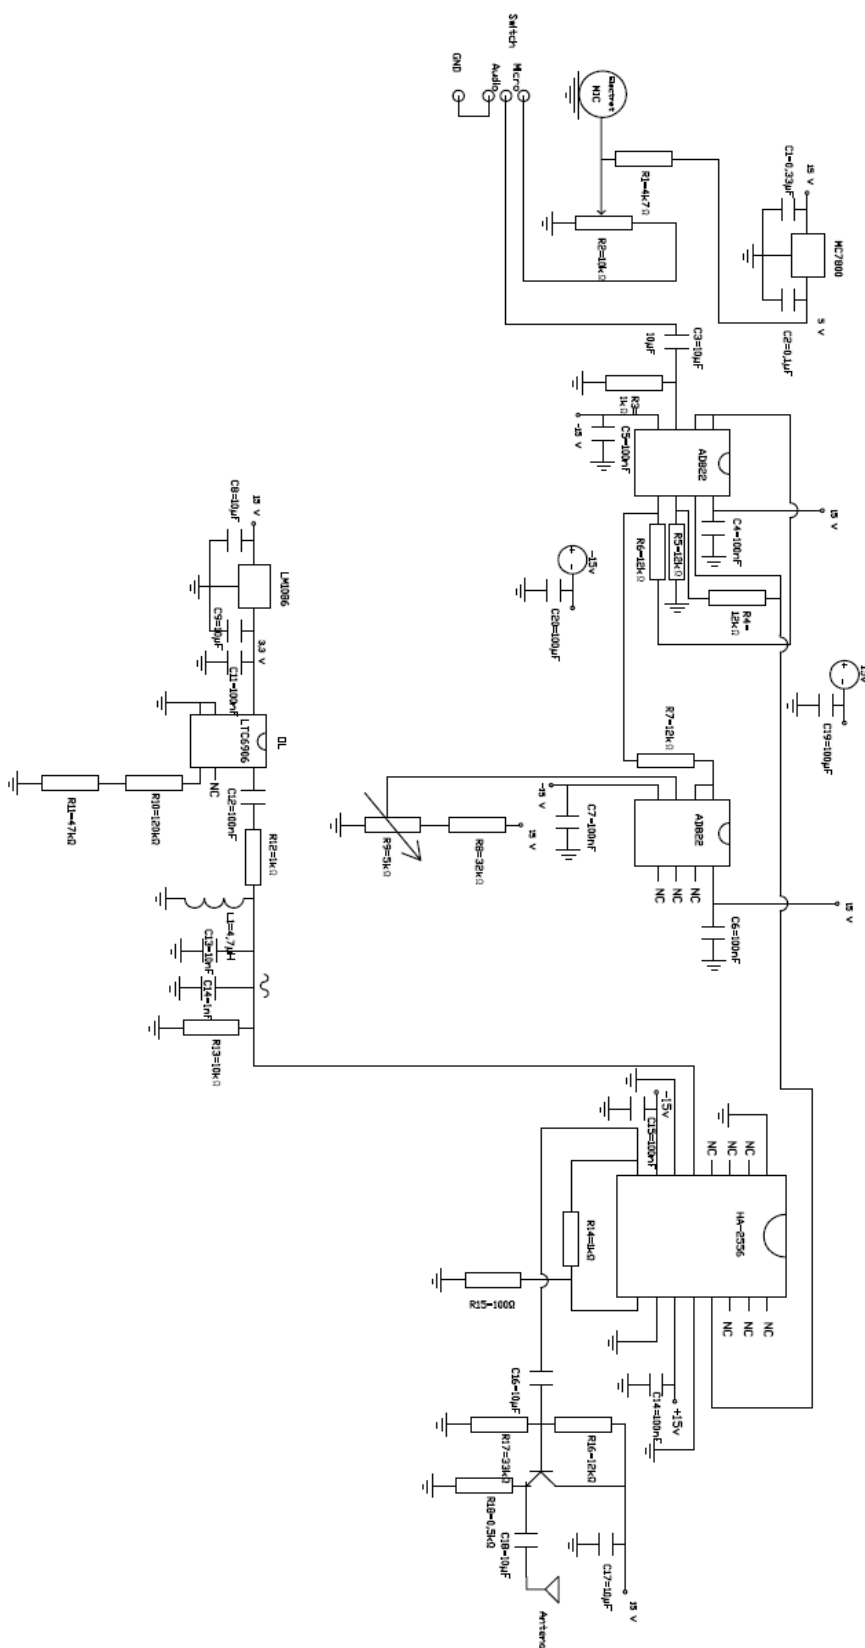 Switch
Micro
Audio
GND
Electret
MIC
R1=4k7Ω
R2=10kΩ
15 V
C1=0,33µF
MC7800
C2=0,1µF
5 V
C3=10µF
10µF
R3=
1kΩ
-15 V
C5=100nF
AD822
C4=100nF
15 V
R6=12kΩ
R5=12kΩ
R4=
12kΩ
-15v
C20=100µF
15v
C19=100µF
15 V
C8=10µF
LM1086
C9=10µF
3.3 V
C11=100nF
LTC6906
OL
NC
R11=47kΩ
R10=120kΩ
C12=100nF
R12=1kΩ
L1=4,7µH
C13=10nF
C14=1nF
R13=10kΩ
R7=12kΩ
-15 V
C7=100nF
AD822
R9=5kΩ
R8=32kΩ
15 V
NC
NC
NC
C6=100nF
15 V
-15v
C15=100nF
NC
NC
NC
HA-2556
R14=1kΩ
R15=100Ω
NC
NC
NC
C14=100nF
+15v
C16=10µF
R17=33kΩ
R16=12kΩ
R18=0,5kΩ
C18=10µF
C17=10µF
15 V
Antena